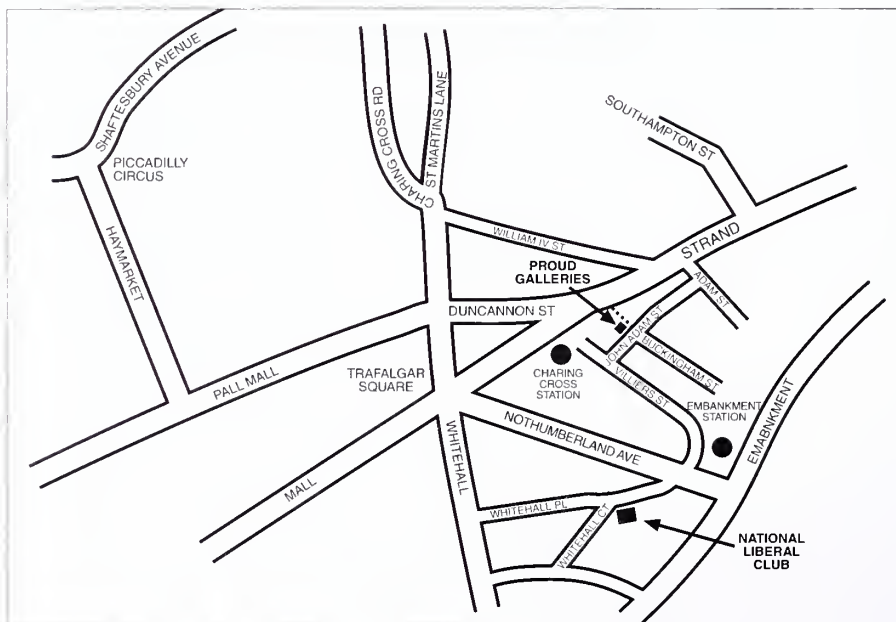 SHAFTESBURY AVENUE
PICCADILLY
CIRCUS
HAYMARKET
CHARING CROSS RD
ST MARTINS LANE
SOUTHAMPTON ST
WILLIAM IV ST
STRAND
PROUD
GALLERIES
ADAM ST
DUNCANNON ST
JOHN ADAM ST
BUCKINGHAM ST
PALL MALL
TRAFALGAR
SQUARE
CHARING
CROSS
STATION
VILLIERS ST
EMBANKMENT
STATION
EMABNKMENT
NOTHUMBERLAND AVE
WHITEHALL
MALL
WHITEHALL PL
WHITEHALL CT
NATIONAL
LIBERAL
CLUB